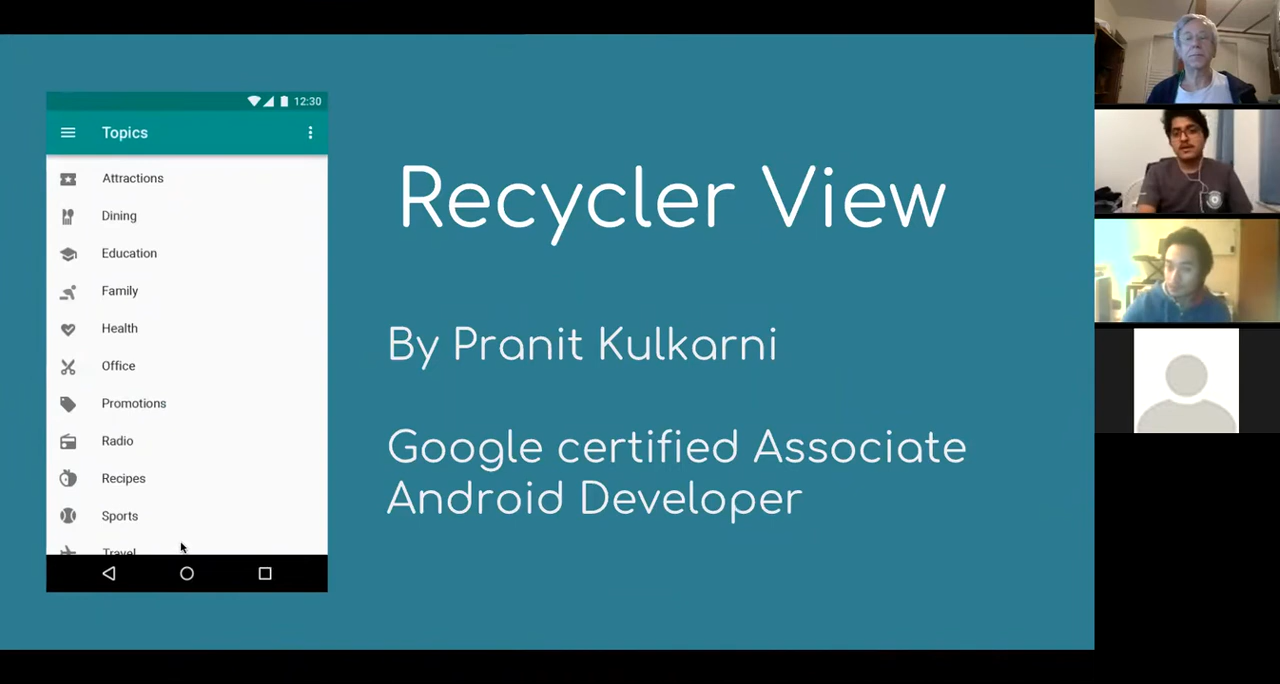 12:30
Topics
Attractions
Dining
Education
Family
Health
Office
Promotions
Radio
Recipes
Sports
Travel
Recycler View
By Pranit Kulkarni
Google certified Associate
Android Developer